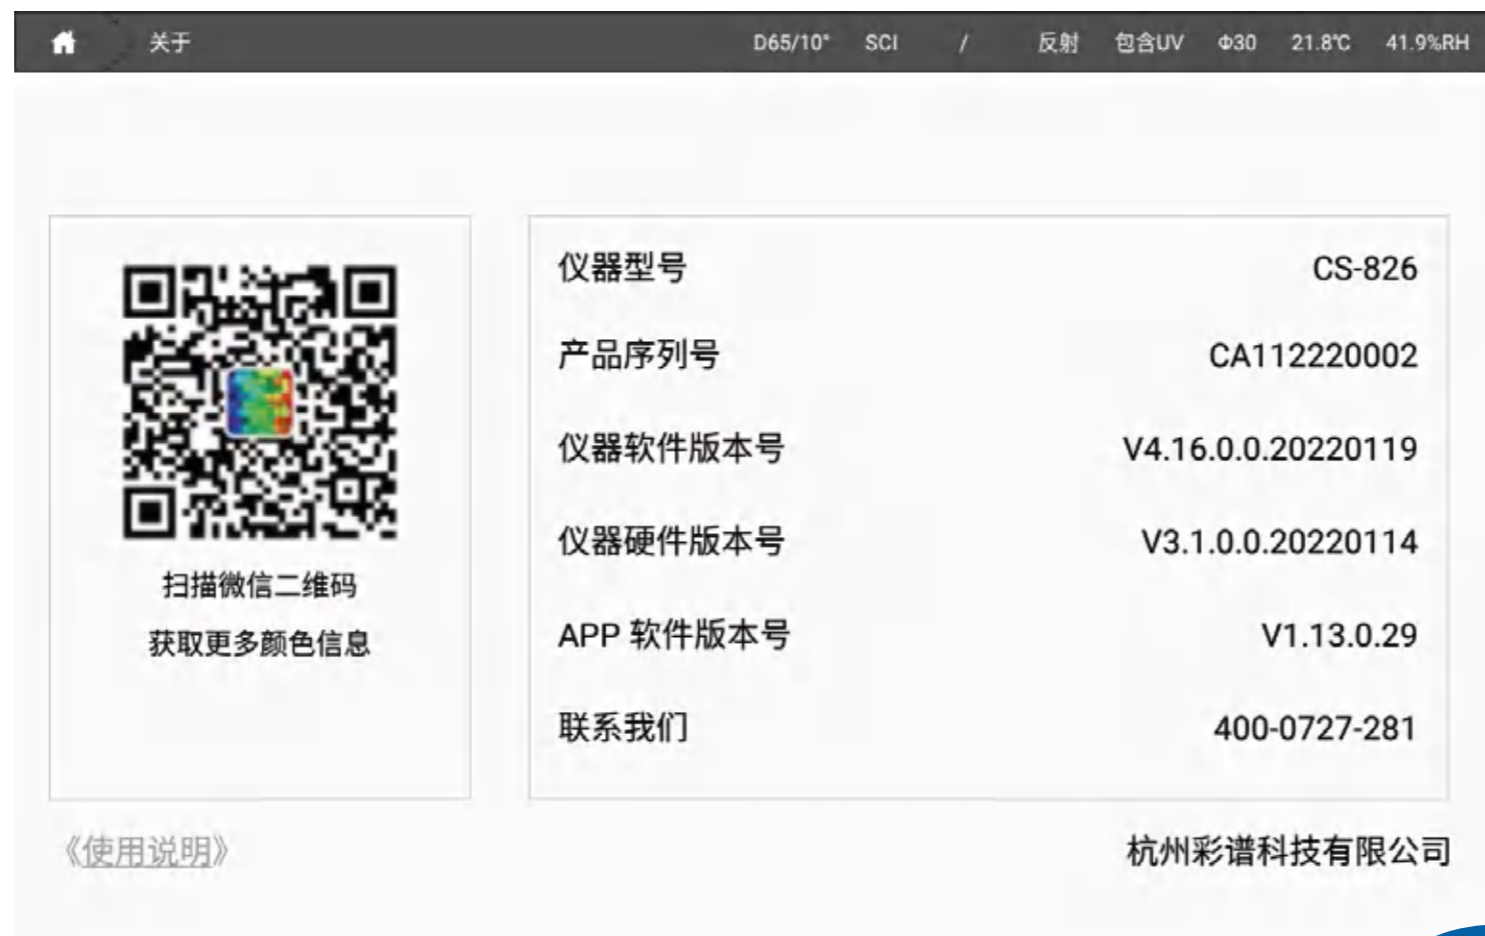 关于 D65/10° SCI / 反射 包含UV Φ30 21.8℃ 41.9%RH
仪器型号 CS-826
产品序列号 CA112220002
仪器软件版本号 V4.16.0.0.20220119
仪器硬件版本号 V3.1.0.0.20220114
扫描微信二维码
获取更多颜色信息
APP 软件版本号 V1.13.0.29
联系我们 400-0727-281
《使用说明》 杭州彩谱科技有限公司